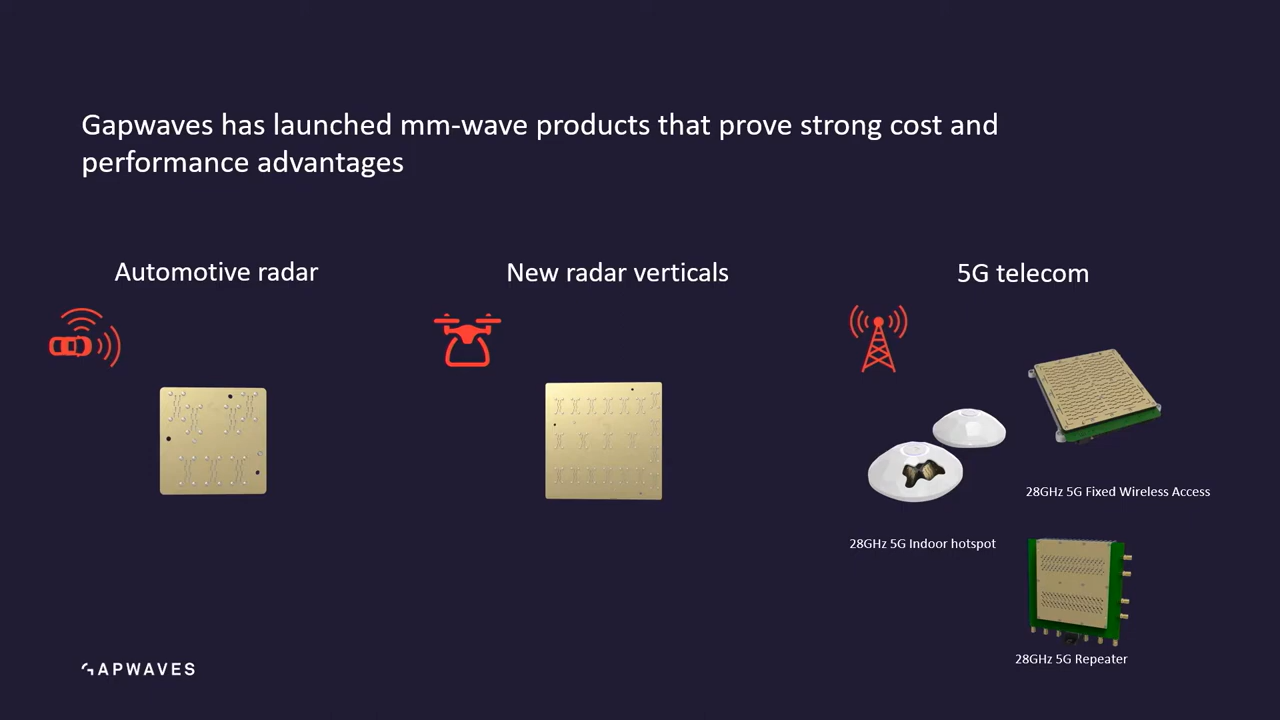 Gapwaves has launched mm-wave products that prove strong cost and
performance advantages
Automotive radar
New radar verticals
5G telecom
28GHz 5G Fixed Wireless Access
28GHz 5G Indoor hotspot
28GHz 5G Repeater
GAPWAVES